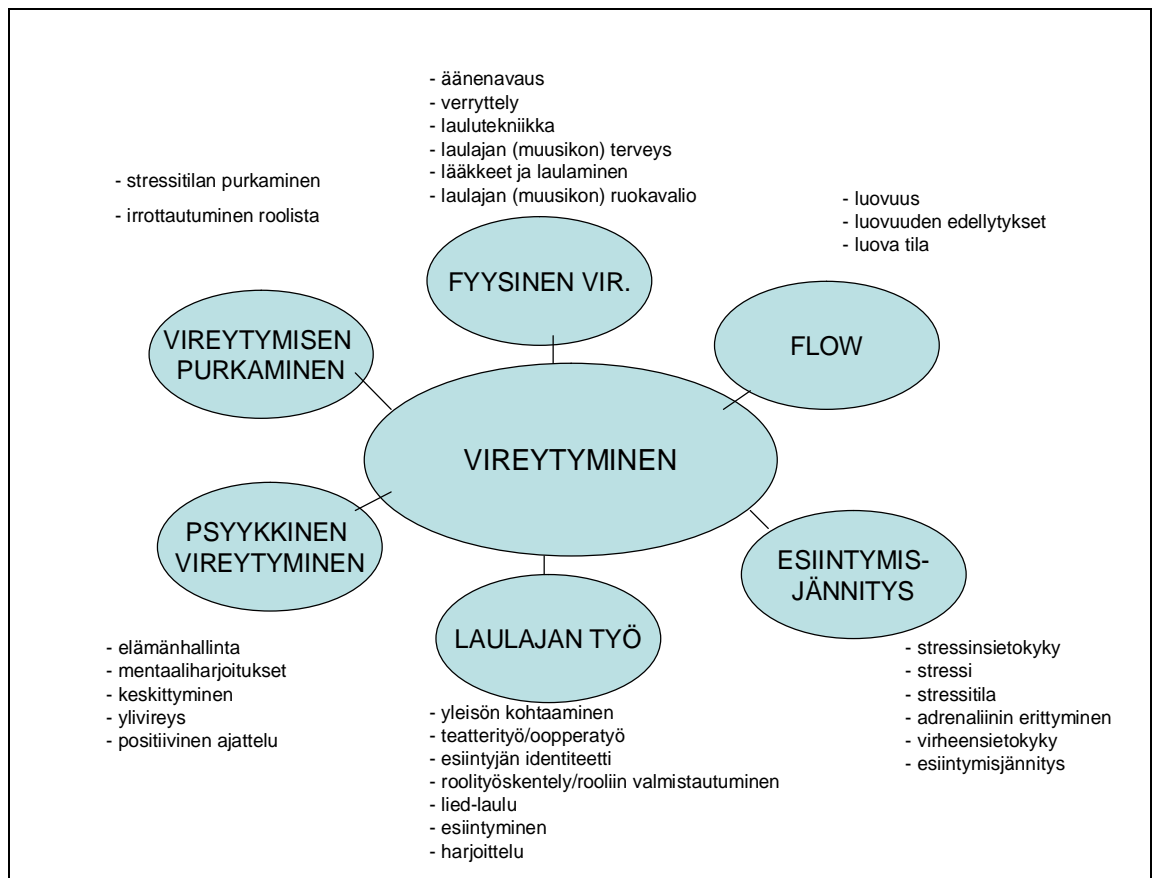 - äänenavaus
- verryttely
- laulutekniikka
- laulajan (muusikon) terveys
- lääkkeet ja laulaminen
- laulajan (muusikon) ruokavalio
- stressitilan purkaminen
- irrottautuminen roolista
- luovuus
- luovuuden edellytykset
- luova tila
FYYSINEN VIR.
VIREYTYMISEN
PURKAMINEN
FLOW
VIREYTYMINEN
PSYYKKINEN
VIREYTYMINEN
ESIINTYMIS-
JÄNNITYS
LAULAJAN TYÖ
- elämänhallinta
- mentaaliharjoitukset
- keskittyminen
- ylivireys
- positiivinen ajattelu
- yleisön kohtaaminen
- teatterityö/oopperatyö
- esiintyjän identiteetti
- roolityöskentely/rooliin valmistautuminen
- lied-laulu
- esiintyminen
- harjoittelu
- stressinsietokyky
- stressi
- stressitila
- adrenaliinin erittyminen
- virheensietokyky
- esiintymisjännitys